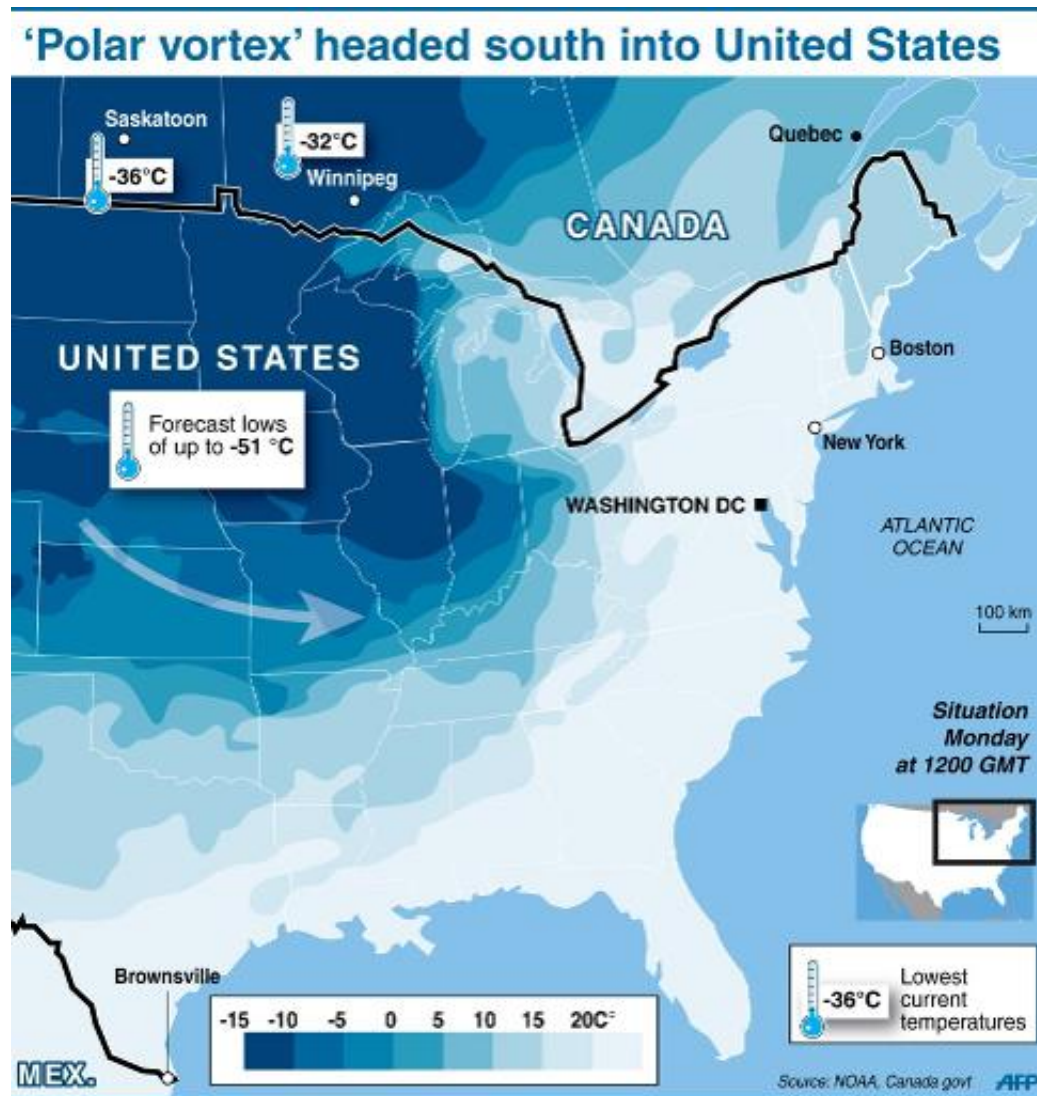 ‘Polar vortex’ headed south into United States
Saskatoon
-36°C
-32°C
Winnipeg
Quebec
CANADA
UNITED STATES
Forecast lows
of up to -51 °C
Boston
New York
WASHINGTON DC
ATLANTIC
OCEAN
100 km
Situation
Monday
at 1200 GMT
Brownsville
MEX.
-15 -10 -5 0 5 10 15 20C°
-36°C
Lowest
current
temperatures
Source: NOAA, Canada govt
AFP